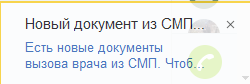 Новый документ из СМП...
Есть новые документы
вызова врача из СМП. Чтоб...